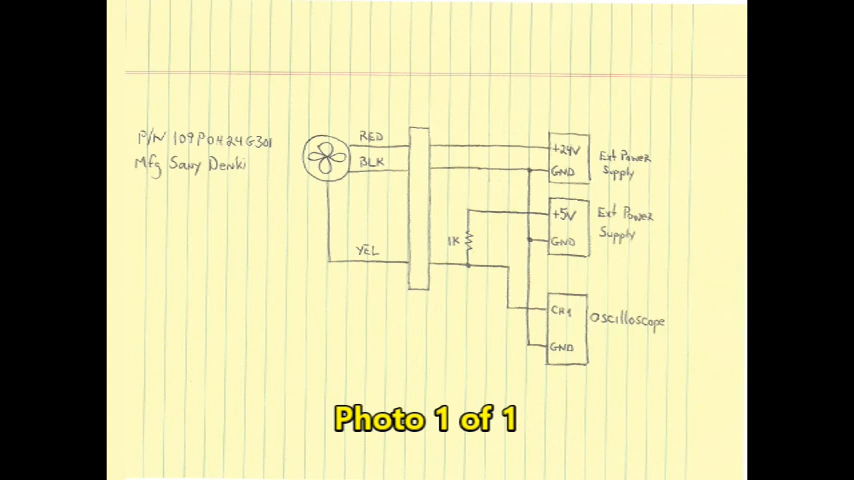 P/N 109P0424G301
Mfg Sany Denki
RED
BLK
YEL
1K
+24V
GND
Ext Power
Supply
+5V
GND
Ext Power
Supply
CH1
GND
oscilloscope
Photo 1 of 1